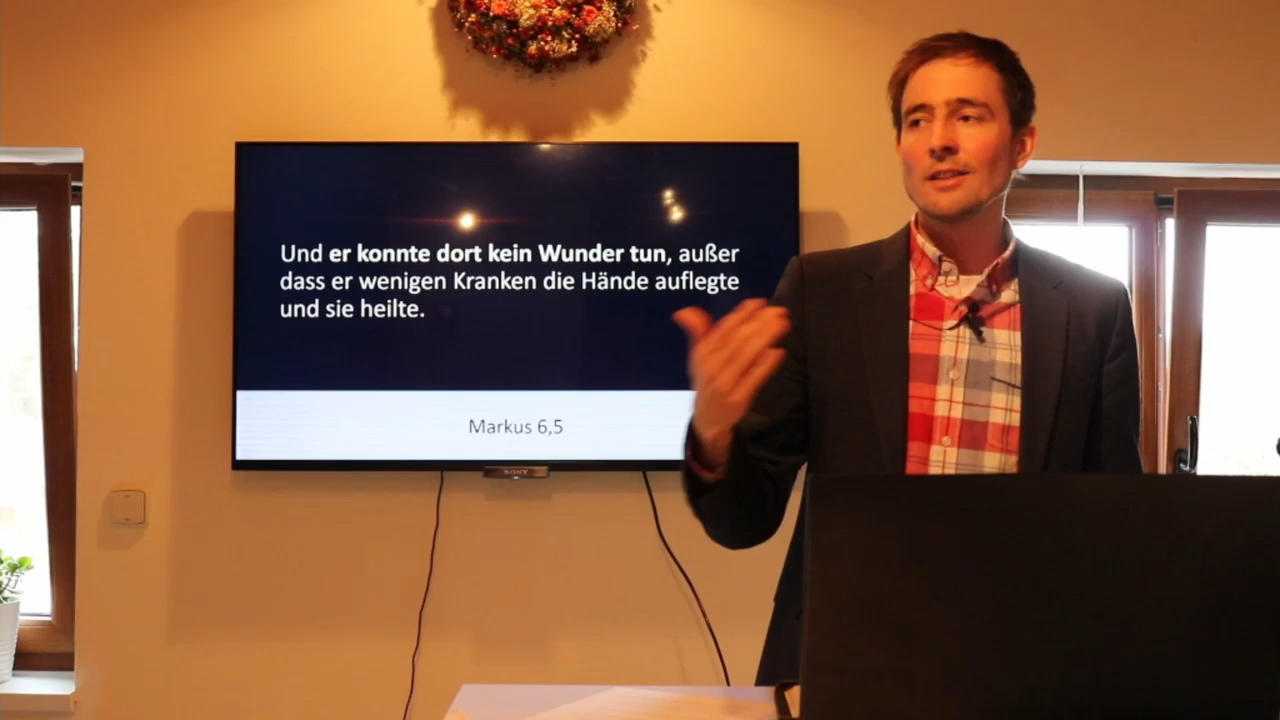 Und er konnte dort kein Wunder tun, außer
dass er wenigen Kranken die Hände auflegte
und sie heilte.
Markus 6,5
SONY